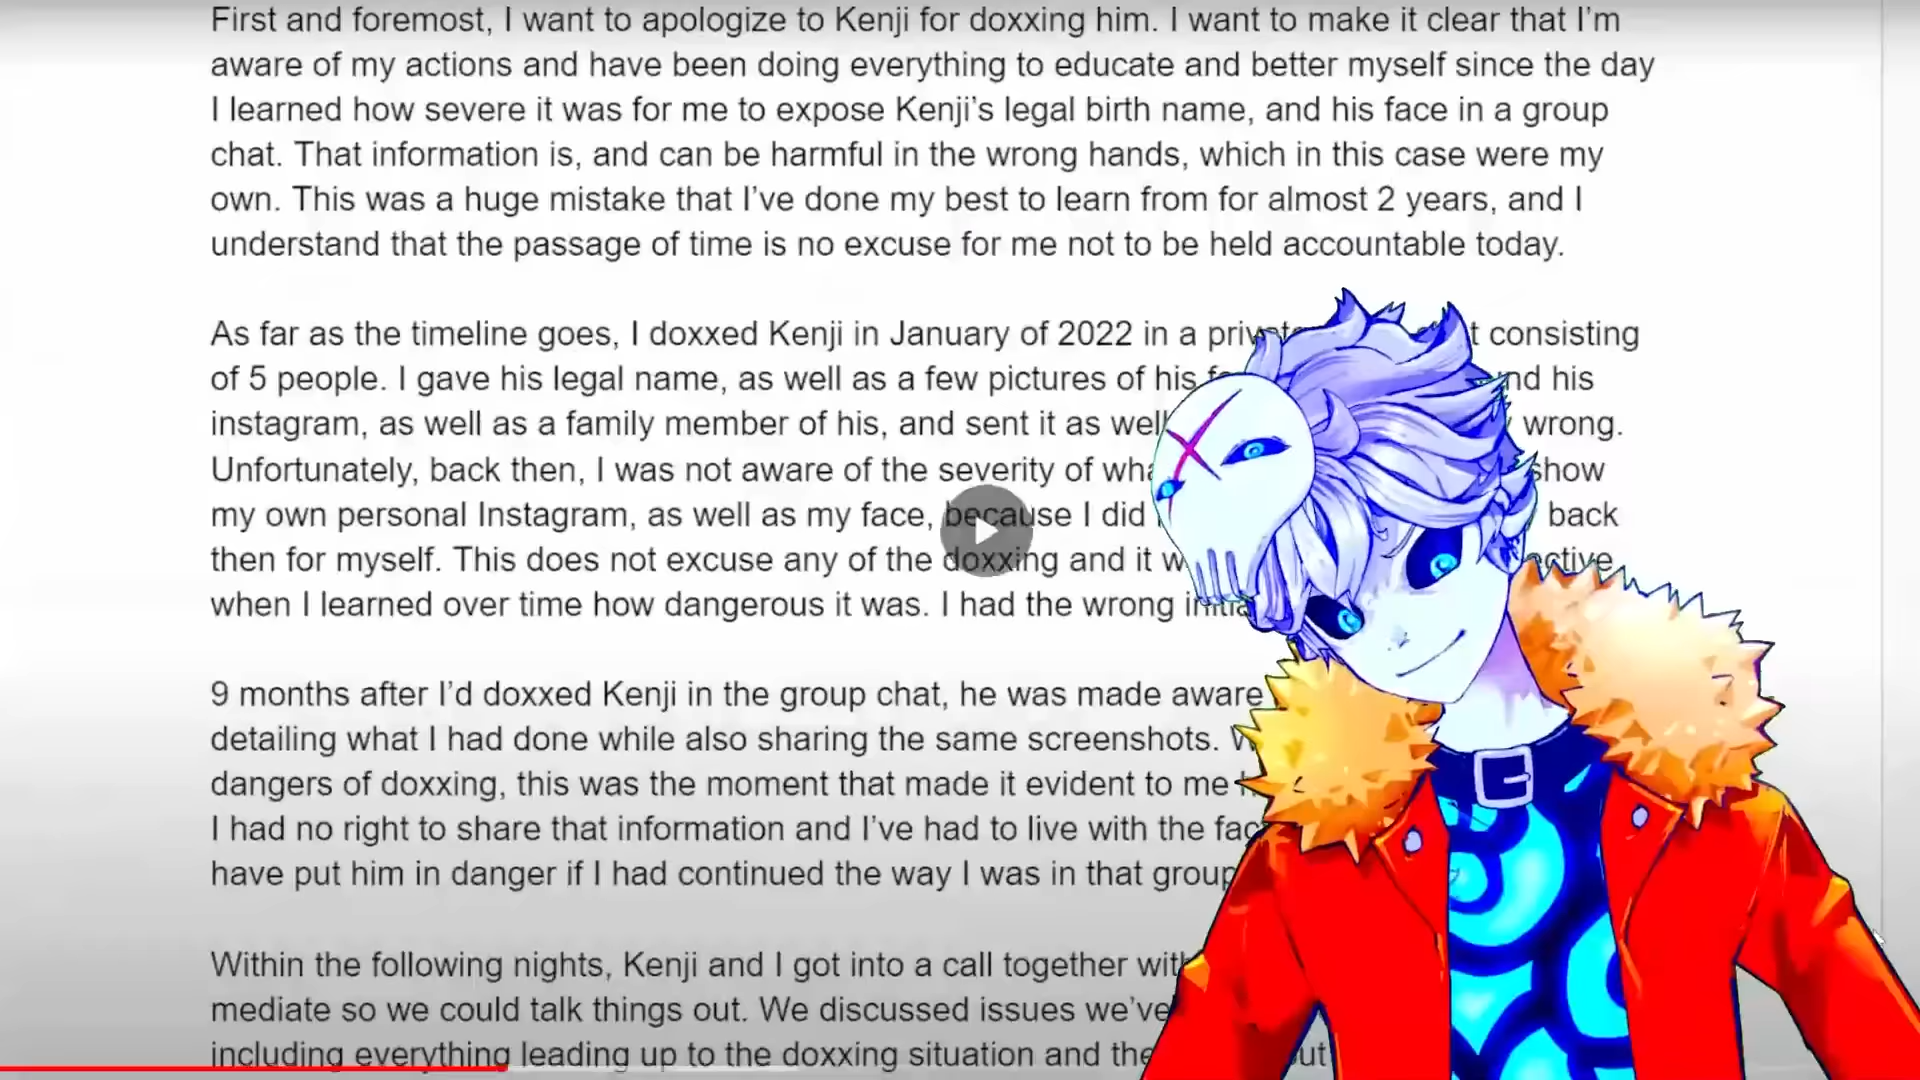 First and foremost, I want to apologize to Kenji for doxxing him. I want to make it clear that I'm
aware of my actions and have been doing everything to educate and better myself since the day
I learned how severe it was for me to expose Kenji's legal birth name, and his face in a group
chat. That information is, and can be harmful in the wrong hands, which in this case were my
own. This was a huge mistake that I've done my best to learn from for almost 2 years, and I
understand that the passage of time is no excuse for me not to be held accountable today.
As far as the timeline goes, I doxxed Kenji in January of 2022 in a consisting
of 5 people. I gave his legal name, as well as a few pictures of his his
instagram, as well as a family member of his, and sent it as well wrong.
Unfortunately, back then, I was not aware of the severity of show
my own personal Instagram, as well as my face, because I did back
then for myself. This does not excuse any of the doxxing and it
when I learned over time how dangerous it was. I had the wrong
9 months after I'd doxxed Kenji in the group chat, he was made aware
detailing what I had done while also sharing the same screenshots.
dangers of doxxing, this was the moment that made it evident to me
I had no right to share that information and I've had to live with the
have put him in danger if I had continued the way I was in that group
Within the following nights, Kenji and I got into a call together
mediate so we could talk things out. We discussed issues we've
including everything leading up to the doxxing situation and